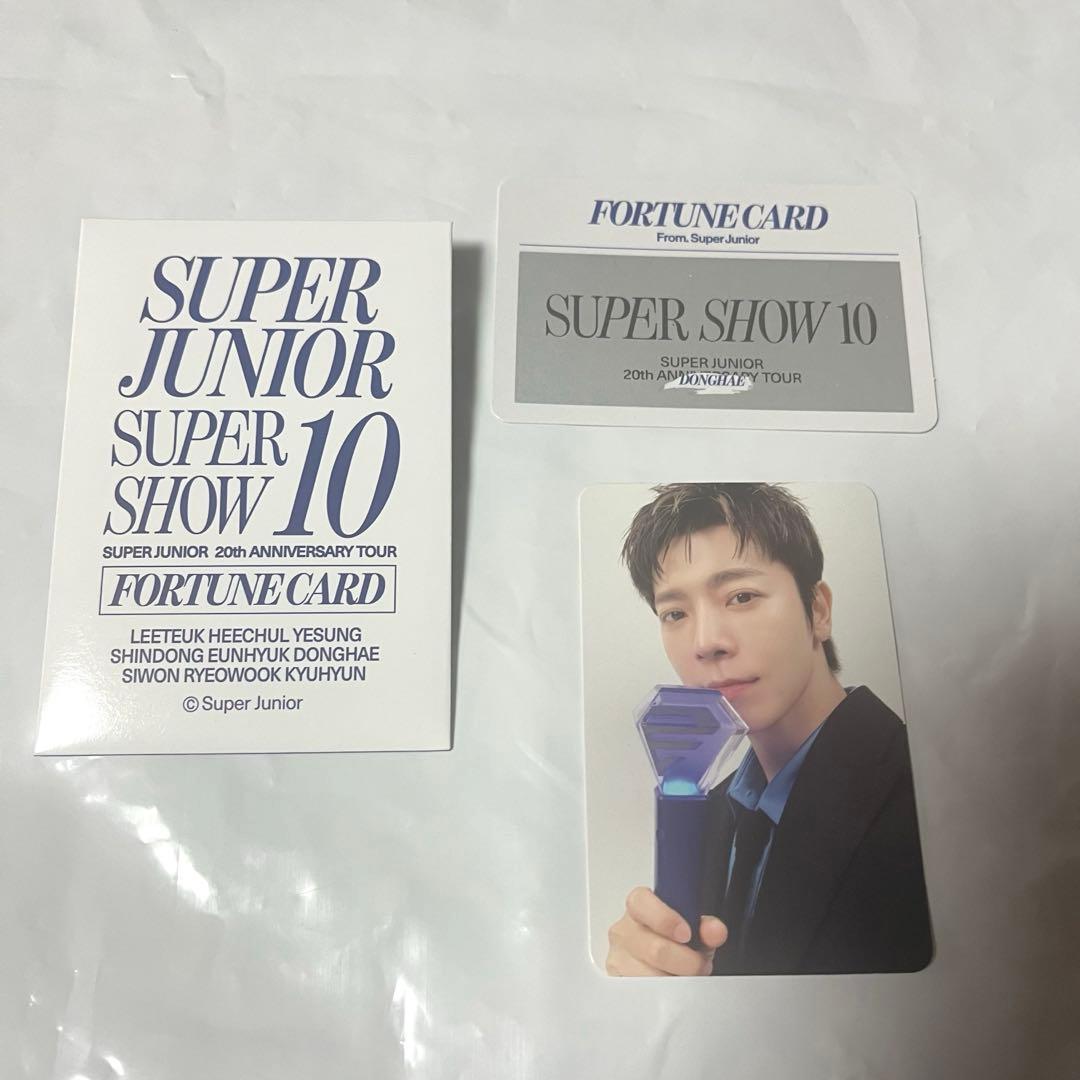 SUPER
JUNIOR
SUPER
SHOW 10
SUPER JUNIOR 20th ANNIVERSARY TOUR
FORTUNE CARD
LEETEUK HEECHUL YESUNG
SHINDONG EUNHYUK DONGHAE
SIWON RYEOWOOK KYUHYUN
© Super Junior
FORTUNE CARD
From. Super Junior
SUPER SHOW 10
SUPER JUNIOR
20th ANNIVERSARY TOUR
DONGHAE